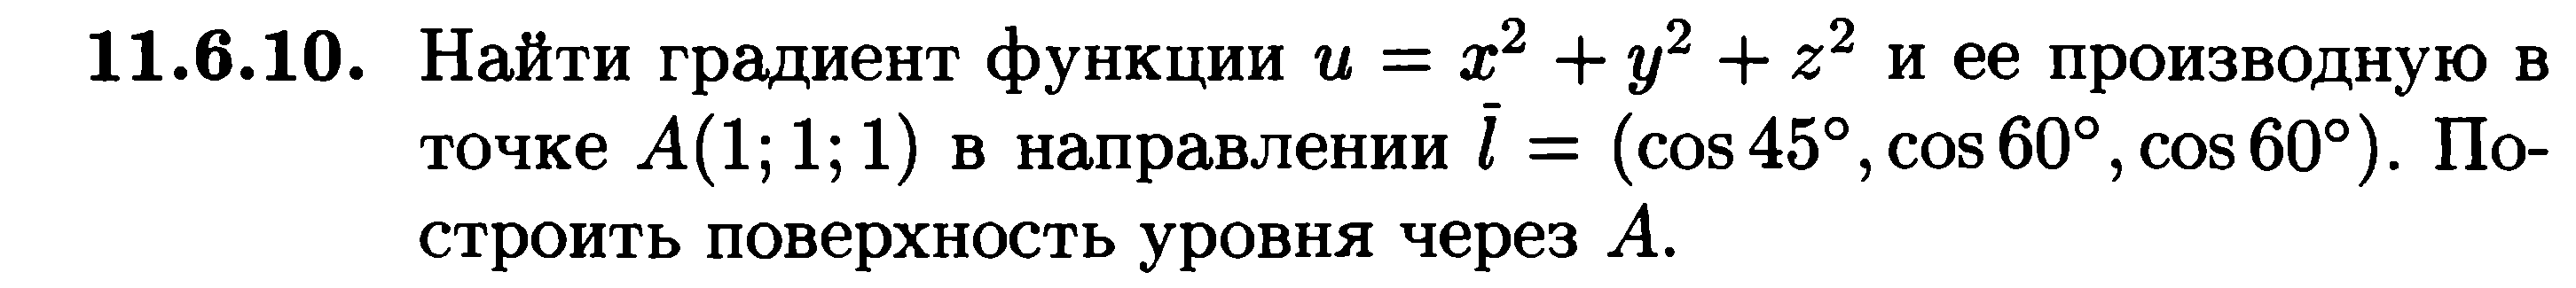 11.6.10. Найти градиент функции u = x² + y² + z² и ее производную в
точке A(1; 1; 1) в направлении l̄ = (cos 45°, cos 60°, cos 60°). По-
строить поверхность уровня через A.